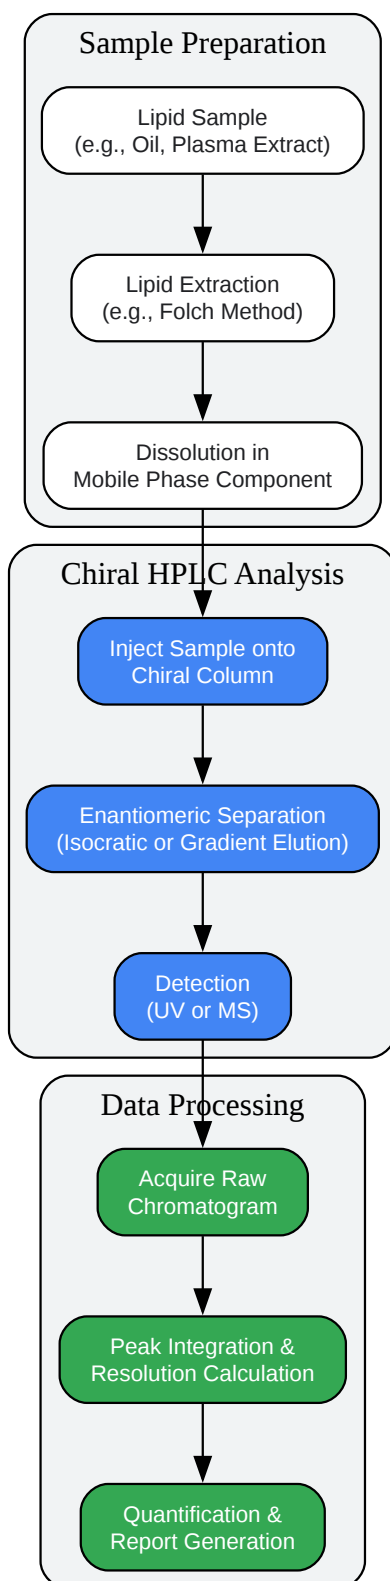 Sample Preparation
Lipid Sample
(e.g., Oil, Plasma Extract)
Lipid Extraction
(e.g., Folch Method)
Dissolution in
Mobile Phase Component
Chiral HPLC Analysis
Inject Sample onto
Chiral Column
Enantiomeric Separation
(Isocratic or Gradient Elution)
Detection
(UV or MS)
Data Processing
Acquire Raw
Chromatogram
Peak Integration &
Resolution Calculation
Quantification &
Report Generation